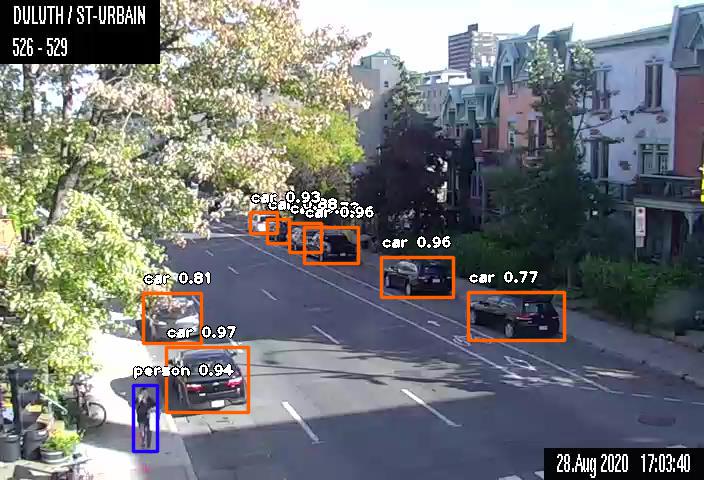 DULUTH / ST-URBAIN
526 - 529
car 0.93
car 0.96
car 0.96
car 0.77
car 0.81
car 0.97
person 0.94
28.Aug 2020 17:03:40